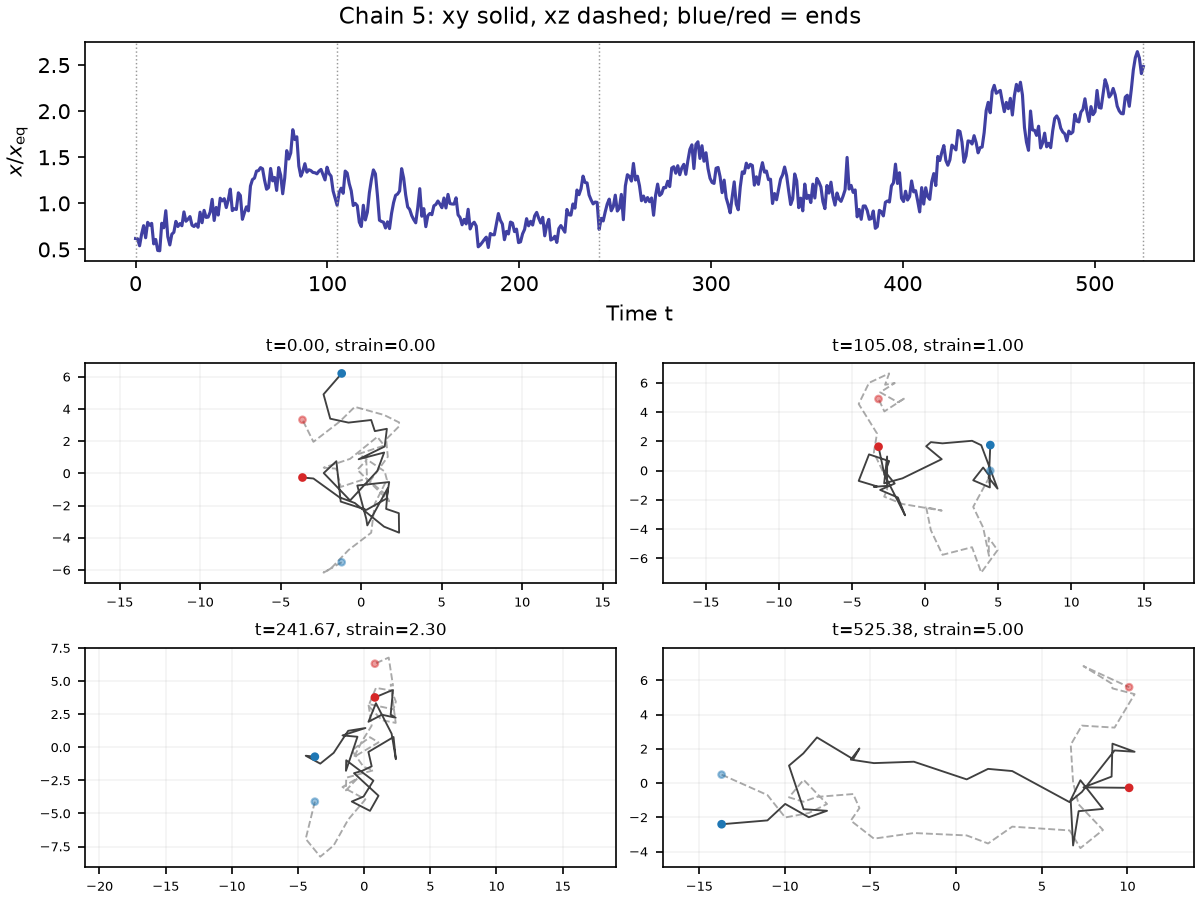 Chain 5: xy solid, xz dashed; blue/red = ends
x/x_eq
2.5
2.0
1.5
1.0
0.5
0 100 200 300 400 500
Time t
t=0.00, strain=0.00
6
4
2
0
−2
−4
−6
−15 −10 −5 0 5 10 15
t=105.08, strain=1.00
6
4
2
0
−2
−4
−6
−15 −10 −5 0 5 10 15
t=241.67, strain=2.30
7.5
5.0
2.5
0.0
−2.5
−5.0
−7.5
−20 −15 −10 −5 0 5 10 15
t=525.38, strain=5.00
6
4
2
0
−2
−4
−15 −10 −5 0 5 10